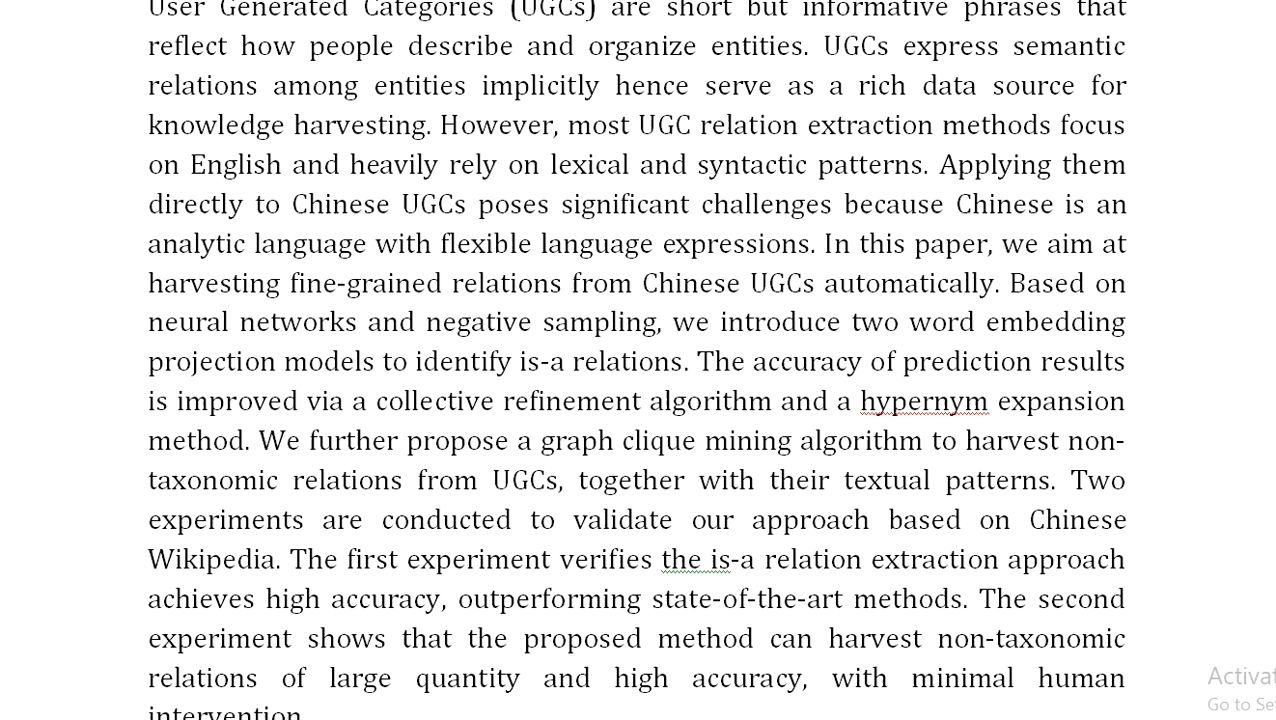 User Generated Categories (UGCs) are short but informative phrases that
reflect how people describe and organize entities. UGCs express semantic
relations among entities implicitly hence serve as a rich data source for
knowledge harvesting. However, most UGC relation extraction methods focus
on English and heavily rely on lexical and syntactic patterns. Applying them
directly to Chinese UGCs poses significant challenges because Chinese is an
analytic language with flexible language expressions. In this paper, we aim at
harvesting fine-grained relations from Chinese UGCs automatically. Based on
neural networks and negative sampling, we introduce two word embedding
projection models to identify is-a relations. The accuracy of prediction results
is improved via a collective refinement algorithm and a hypernym expansion
method. We further propose a graph clique mining algorithm to harvest non-
taxonomic relations from UGCs, together with their textual patterns. Two
experiments are conducted to validate our approach based on Chinese
Wikipedia. The first experiment verifies the is-a relation extraction approach
achieves high accuracy, outperforming state-of-the-art methods. The second
experiment shows that the proposed method can harvest non-taxonomic
relations of large quantity and high accuracy, with minimal human
intervention.
Activat
Go to Se